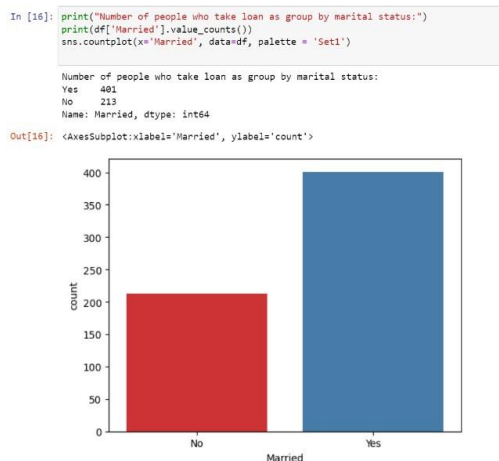 In [16]: print("Number of people who take loan as group by marital status:")
print(df['Married'].value_counts())
sns.countplot(x='Married', data=df, palette = 'Set1')
Number of people who take loan as group by marital status:
Yes    401
No     213
Name: Married, dtype: int64
Out[16]: <AxesSubplot:xlabel='Married', ylabel='count'>
400
350
300
250
200
150
100
50
0
count
No Yes
Married